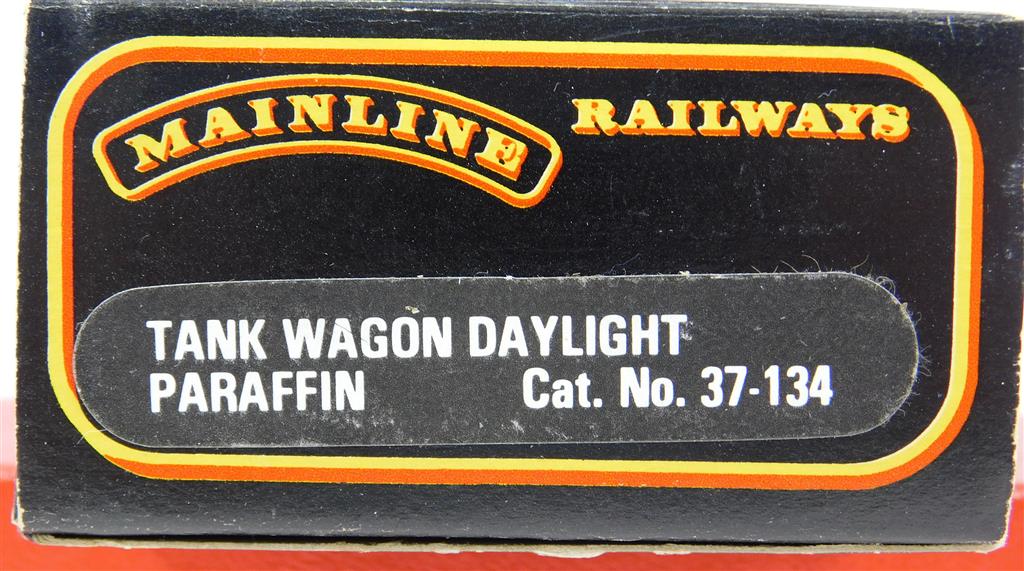 MAINLINE RAILWAYS
TANK WAGON DAYLIGHT
PARAFFIN Cat. No. 37-134